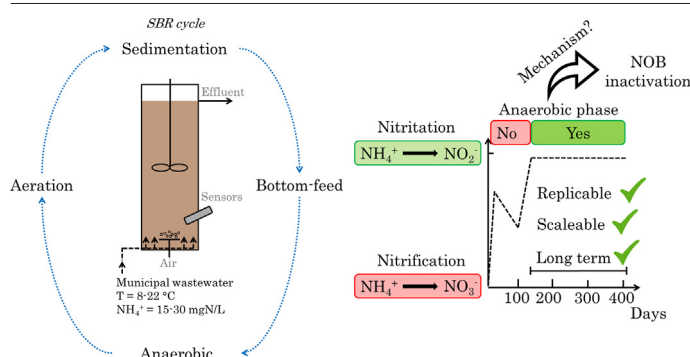 SBR cycle
Sedimentation
Effluent
Aeration
Bottom-feed
Sensors
Air
Municipal wastewater
T = 8-22 °C
NH₄⁺ = 15-30 mgN/L
Anaerobic
Mechanism?
NOB
inactivation
Anaerobic phase
No
Yes
Nitritation
NH₄⁺ → NO₂⁻
Replicable
Scaleable
Long term
Nitrification
NH₄⁺ → NO₃⁻
100 200 300 400
Days